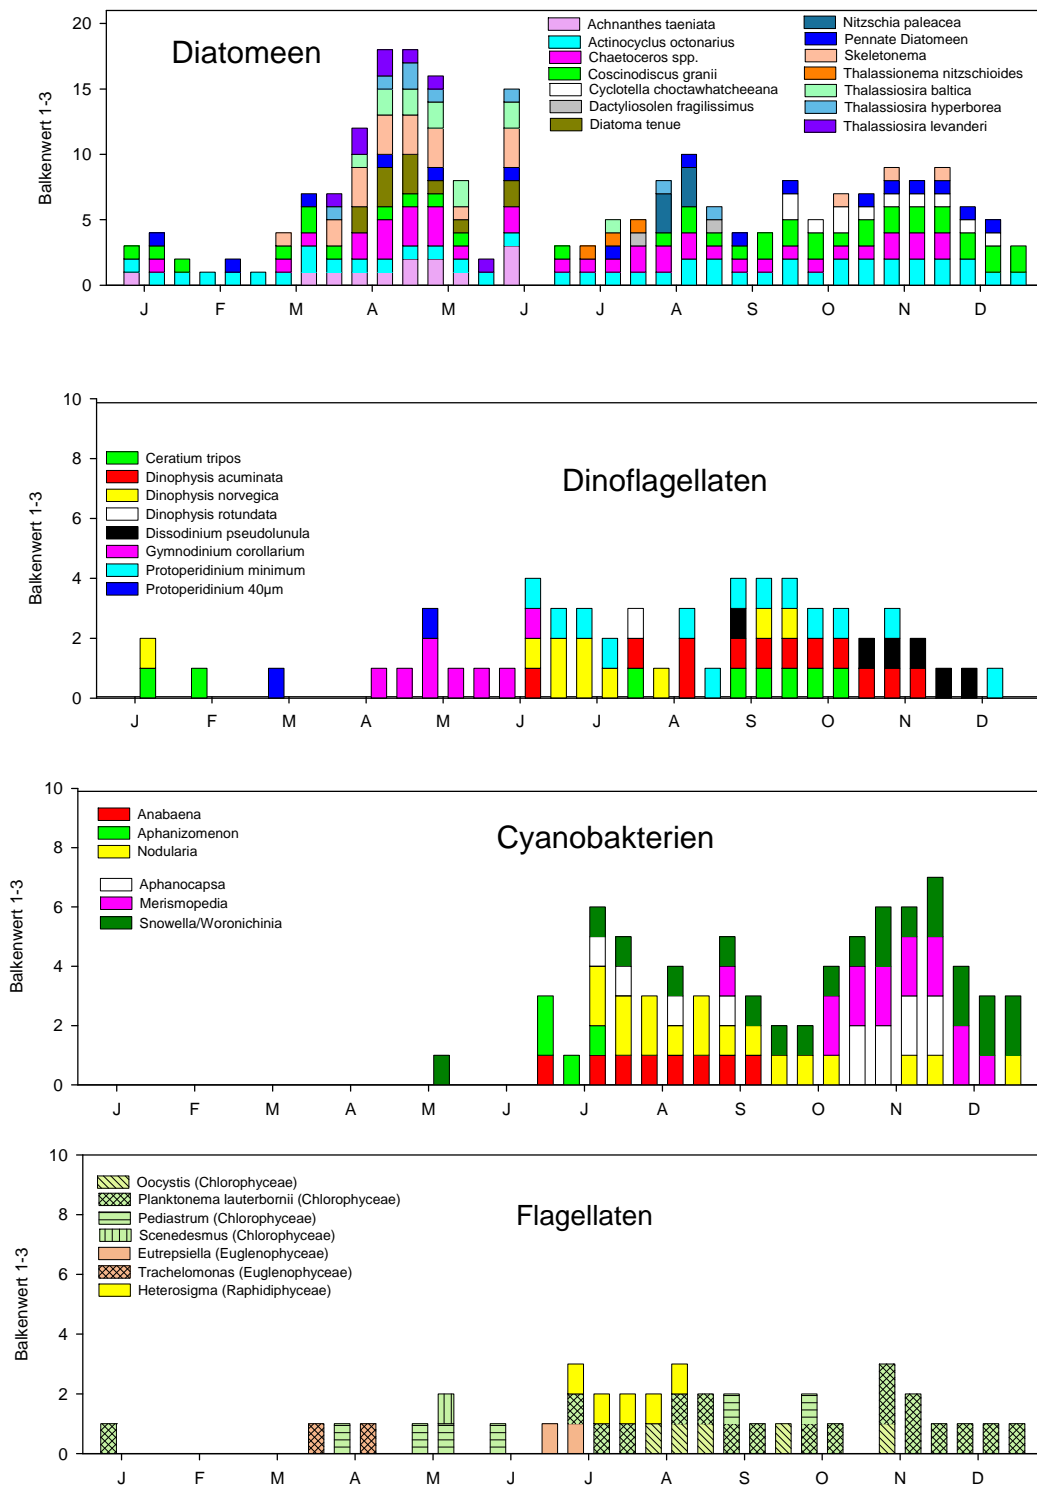 Diatomeen
Balkenwert 1-3
20
15
10
5
0
Achnanthes taeniata
Actinocyclus octonarius
Chaetoceros spp.
Coscinodiscus granii
Cyclotella choctawhatcheeana
Dactyliosolen fragilissimus
Diatoma tenue
Nitzschia paleacea
Pennate Diatomeen
Skeletonema
Thalassionema nitzschioides
Thalassiosira baltica
Thalassiosira hyperborea
Thalassiosira levanderi
J F M A M J J A S O N D
Dinoflagellaten
Balkenwert 1-3
10
8
6
4
2
0
Ceratium tripos
Dinophysis acuminata
Dinophysis norvegica
Dinophysis rotundata
Dissodinium pseudolunula
Gymnodinium corollarium
Protoperidinium minimum
Protoperidinium 40µm
J F M A M J J A S O N D
Cyanobakterien
Balkenwert 1-3
10
8
6
4
2
0
Anabaena
Aphanizomenon
Nodularia
Aphanocapsa
Merismopedia
Snowella/Woronichinia
J F M A M J J A S O N D
Flagellaten
Balkenwert 1-3
10
8
6
4
2
0
Oocystis (Chlorophyceae)
Planktonema lauterbornii (Chlorophyceae)
Pediastrum (Chlorophyceae)
Scenedesmus (Chlorophyceae)
Eutrepsiella (Euglenophyceae)
Trachelomonas (Euglenophyceae)
Heterosigma (Raphidiphyceae)
J F M A M J J A S O N D